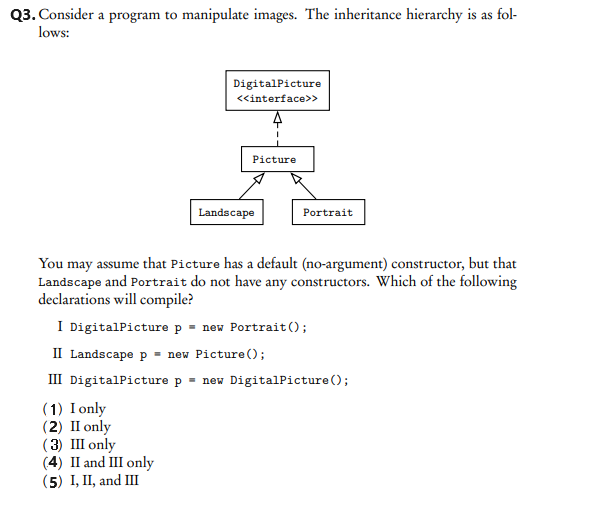 Q3. Consider a program to manipulate images. The inheritance hierarchy is as fol-
lows:
DigitalPicture
<<interface>>
Picture
Landscape
Portrait
You may assume that Picture has a default (no-argument) constructor, but that
Landscape and Portrait do not have any constructors. Which of the following
declarations will compile?
I DigitalPicture p = new Portrait();
II Landscape p = new Picture();
III DigitalPicture p = new DigitalPicture();
(1) I only
(2) II only
(3) III only
(4) II and III only
(5) I, II, and III